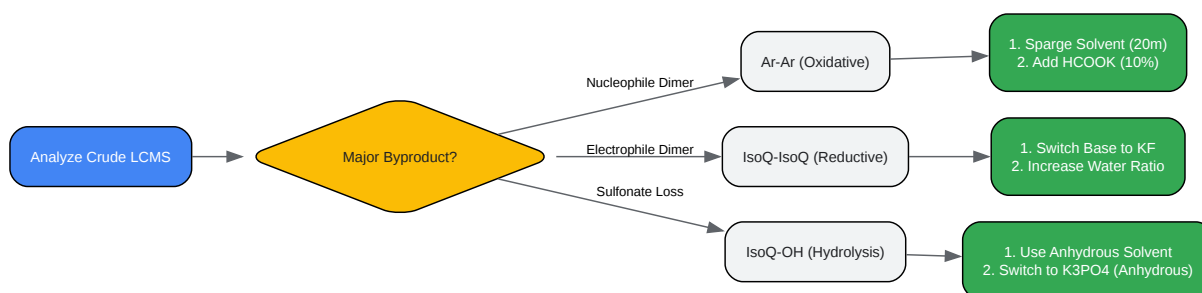 Analyze Crude LCMS
Major Byproduct?
Nucleophile Dimer
Electrophile Dimer
Sulfonate Loss
Ar-Ar (Oxidative)
IsoQ-IsoQ (Reductive)
IsoQ-OH (Hydrolysis)
1. Sparge Solvent (20m)
2. Add HCOOK (10%)
1. Switch Base to KF
2. Increase Water Ratio
1. Use Anhydrous Solvent
2. Switch to K3PO4 (Anhydrous)